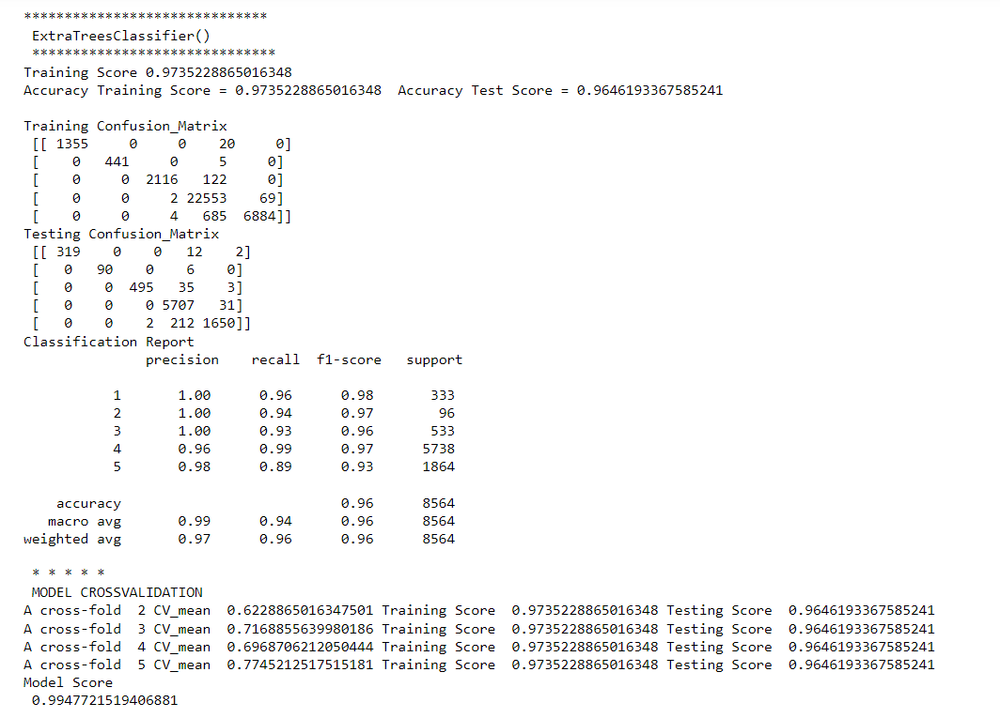 ******************************
ExtraTreesClassifier()
******************************
Training Score 0.9735228865016348
Accuracy Training Score = 0.9735228865016348  Accuracy Test Score = 0.9646193367585241

Training Confusion_Matrix
 [[ 1355     0     0    20     0]
 [    0   441     0     5     0]
 [    0     0  2116   122     0]
 [    0     0     2 22553    69]
 [    0     0     4   685  6884]]
Testing Confusion_Matrix
 [[ 319    0    0   12    2]
 [   0   90    0    6    0]
 [   0    0  495   35    3]
 [   0    0    0 5707   31]
 [   0    0    2  212 1650]]
Classification Report
               precision    recall  f1-score   support

           1       1.00      0.96      0.98       333
           2       1.00      0.94      0.97        96
           3       1.00      0.93      0.96       533
           4       0.96      0.99      0.97      5738
           5       0.98      0.89      0.93      1864

    accuracy                           0.96      8564
   macro avg       0.99      0.94      0.96      8564
weighted avg       0.97      0.96      0.96      8564

 * * * * *
 MODEL CROSSVALIDATION
A cross-fold  2 CV_mean  0.6228865016347501 Training Score  0.9735228865016348 Testing Score  0.9646193367585241
A cross-fold  3 CV_mean  0.7168855639980186 Training Score  0.9735228865016348 Testing Score  0.9646193367585241
A cross-fold  4 CV_mean  0.6968706212050444 Training Score  0.9735228865016348 Testing Score  0.9646193367585241
A cross-fold  5 CV_mean  0.7745212517515181 Training Score  0.9735228865016348 Testing Score  0.9646193367585241
Model Score
 0.9947721519406881